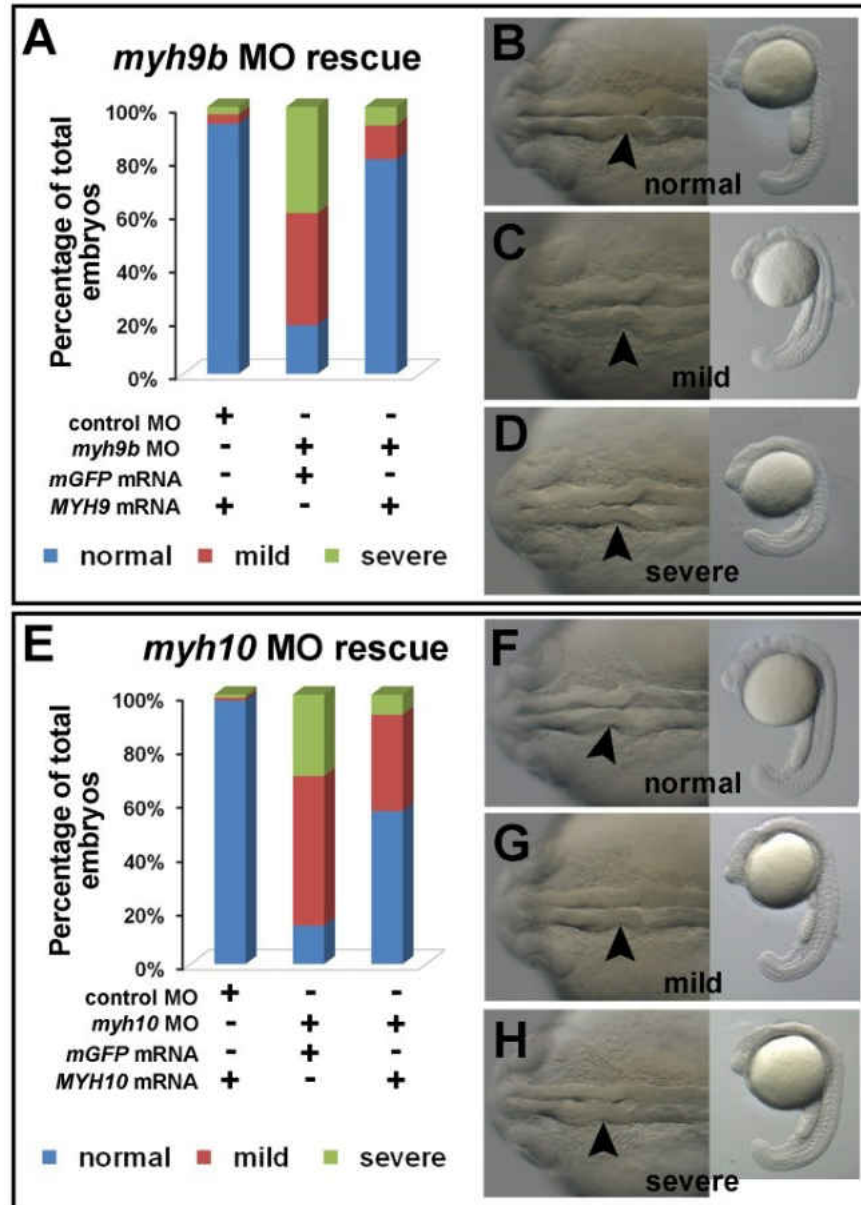 A
myh9b MO rescue
Percentage of total
embryos
100%
80%
60%
40%
20%
0%
control MO + - -
myh9b MO - + +
mGFP mRNA - + -
MYH9 mRNA + - +
normal mild severe
B
normal
C
mild
D
severe
E
myh10 MO rescue
Percentage of total
embryos
100%
80%
60%
40%
20%
0%
control MO + - -
myh10 MO - + +
mGFP mRNA - + -
MYH10 mRNA + - +
normal mild severe
F
normal
G
mild
H
severe